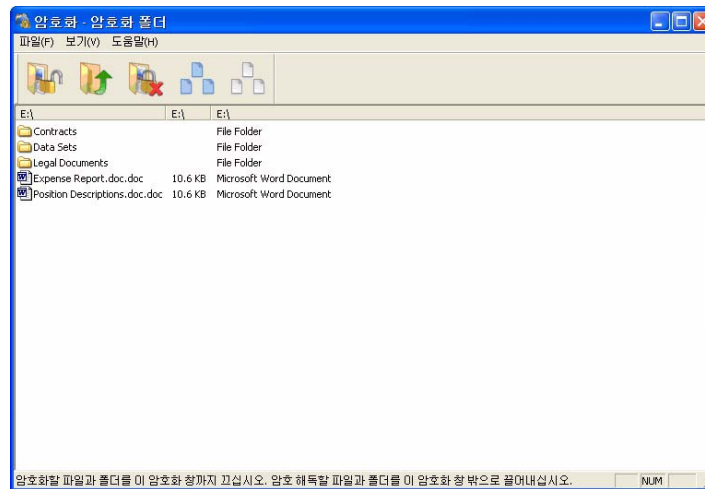 암호화 - 암호화 폴더
파일(F) 보기(V) 도움말(H)
E:\ E:\ E:\
Contracts File Folder
Data Sets File Folder
Legal Documents File Folder
Expense Report.doc.doc 10.6 KB Microsoft Word Document
Position Descriptions.doc.doc 10.6 KB Microsoft Word Document
암호화할 파일과 폴더를 이 암호화 창까지 끄십시오. 암호 해독할 파일과 폴더를 이 암호화 창 밖으로 끌어내십시오. NUM